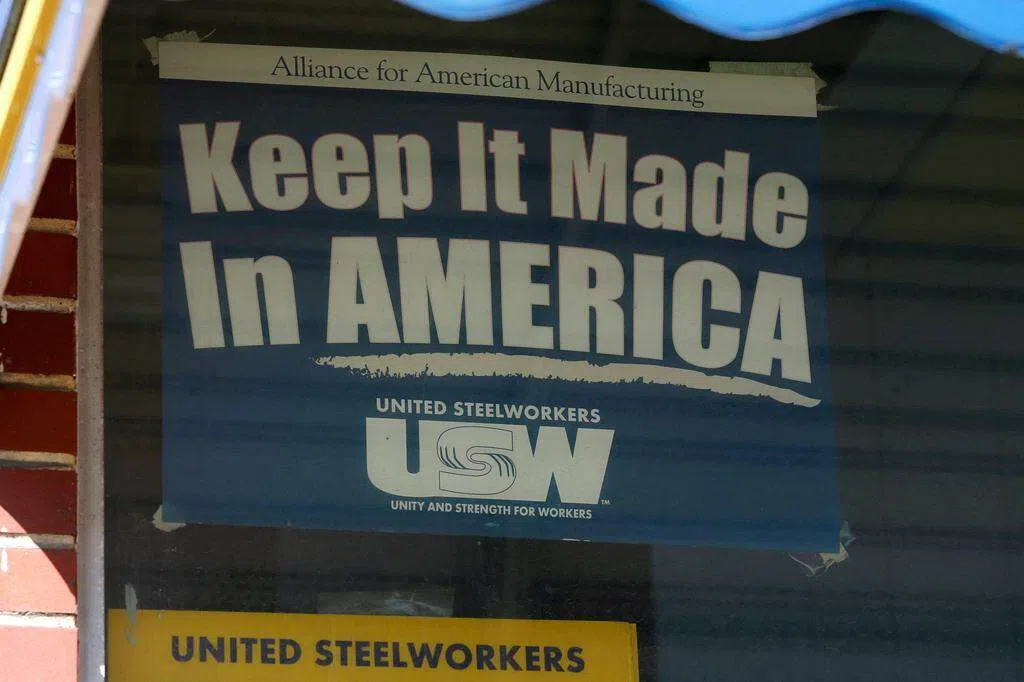 Alliance for American Manufacturing
Keep It Made
In AMERICA
UNITED STEELWORKERS
USW
TM
UNITY AND STRENGTH FOR WORKERS
UNITED STEELWORKERS